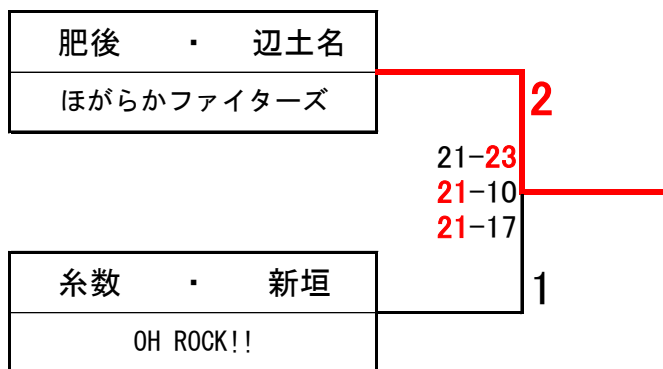 肥後 ・ 辺土名
ほがらかファイターズ
2
21-23
21-10
21-17
糸数 ・ 新垣
1
OH ROCK!!